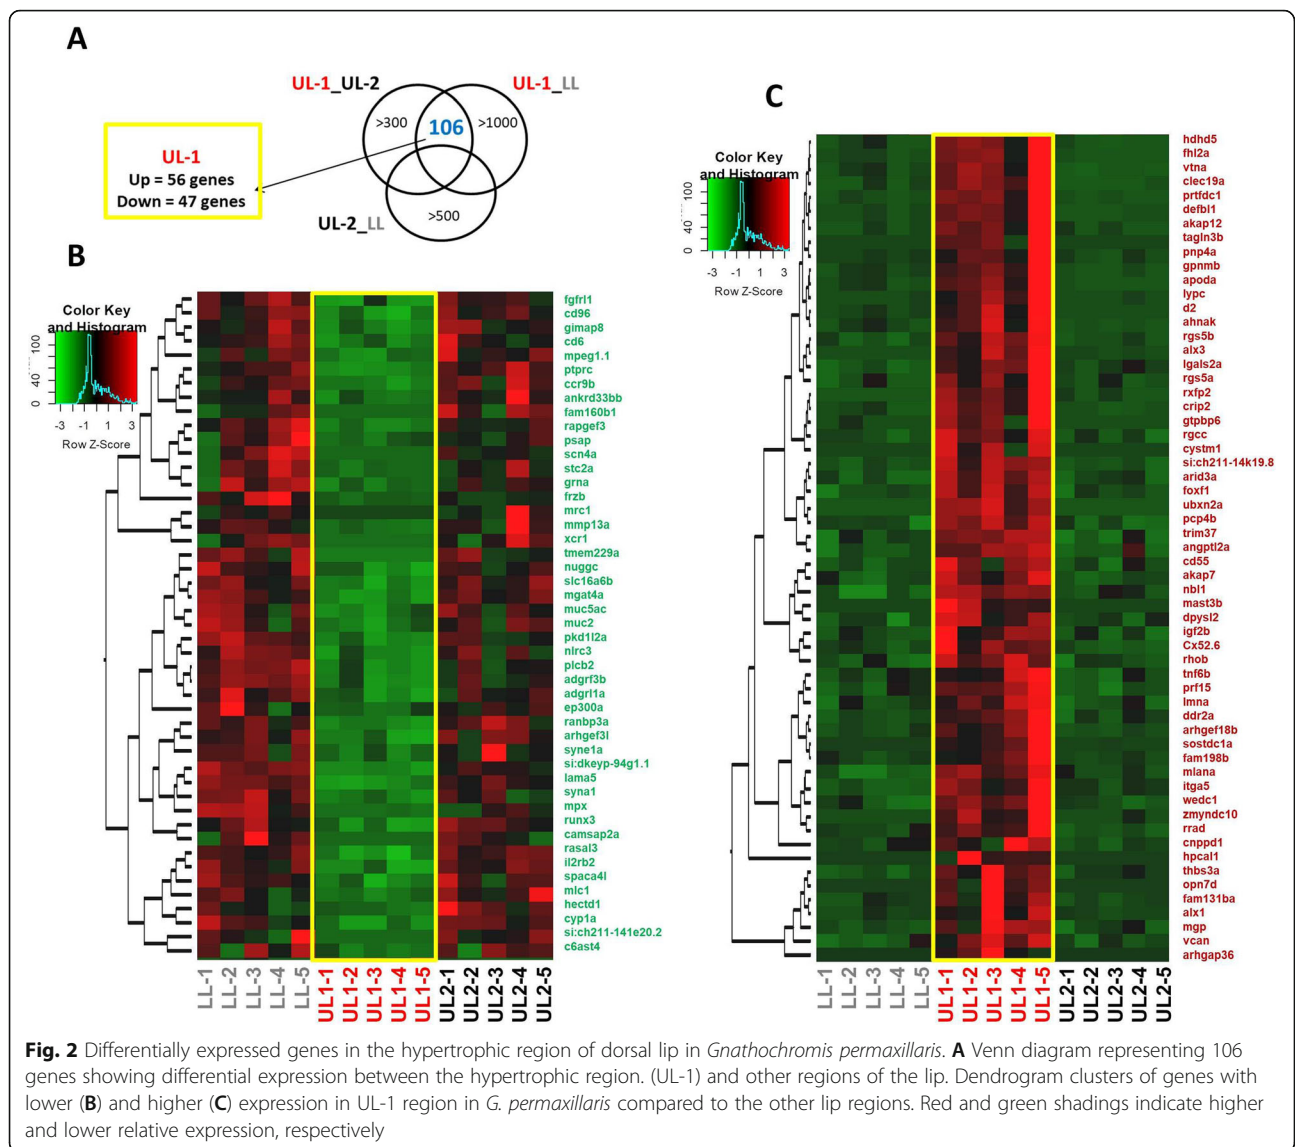 A
UL-1_UL-2
UL-1_LL
>300
106
>1000
UL-1
Up = 56 genes
Down = 47 genes
UL-2_LL
>500
B
Color Key
and Histogram
0 40 100
-3 -1 1 3
Row Z-Score
fgfrl1
cd96
gimap8
cd6
mpeg1.1
ptprc
ccr9b
ankrd33bb
fam160b1
rapgef3
psap
scn4a
stc2a
grna
frzb
mrc1
mmp13a
xcr1
tmem229a
nuggc
slc16a6b
mgat4a
muc5ac
muc2
pkd1l2a
nlrc3
plcb2
adgrf3b
adgrl1a
ep300a
ranbp3a
arhgef3l
syne1a
si:dkeyp-94g1.1
lama5
syna1
mpx
runx3
camsap2a
rasal3
il2rb2
spaca4l
mlc1
hectd1
cyp1a
si:ch211-141e20.2
c6ast4
LL-1
LL-2
LL-3
LL-4
LL-5
UL1-1
UL1-2
UL1-3
UL1-4
UL1-5
UL2-1
UL2-2
UL2-3
UL2-4
UL2-5
C
Color Key
and Histogram
0 40 100
-3 -1 1 3
Row Z-Score
hdhd5
fhl2a
vtna
clec19a
prtfdc1
defbl1
akap12
tagln3b
pnp4a
gpnmb
apoda
lypc
d2
ahnak
rgs5b
alx3
lgals2a
rgs5a
rxfp2
crip2
gtpbp6
rgcc
cystm1
si:ch211-14k19.8
arid3a
foxf1
ubxn2a
pcp4b
trim37
angptl2a
cd55
akap7
nbl1
mast3b
dpysl2
igf2b
Cx52.6
rhob
tnf6b
prf15
lmna
ddr2a
arhgef18b
sostdc1a
fam198b
mlana
itga5
wedc1
zmyndc10
rrad
cnppd1
hpcal1
thbs3a
opn7d
fam131ba
alx1
mgp
vcan
arhgap36
LL-1
LL-2
LL-3
LL-4
LL-5
UL1-1
UL1-2
UL1-3
UL1-4
UL1-5
UL2-1
UL2-2
UL2-3
UL2-4
UL2-5
Fig. 2 Differentially expressed genes in the hypertrophic region of dorsal lip in Gnathochromis permaxillaris. A Venn diagram representing 106
genes showing differential expression between the hypertrophic region. (UL-1) and other regions of the lip. Dendrogram clusters of genes with
lower (B) and higher (C) expression in UL-1 region in G. permaxillaris compared to the other lip regions. Red and green shadings indicate higher
and lower relative expression, respectively